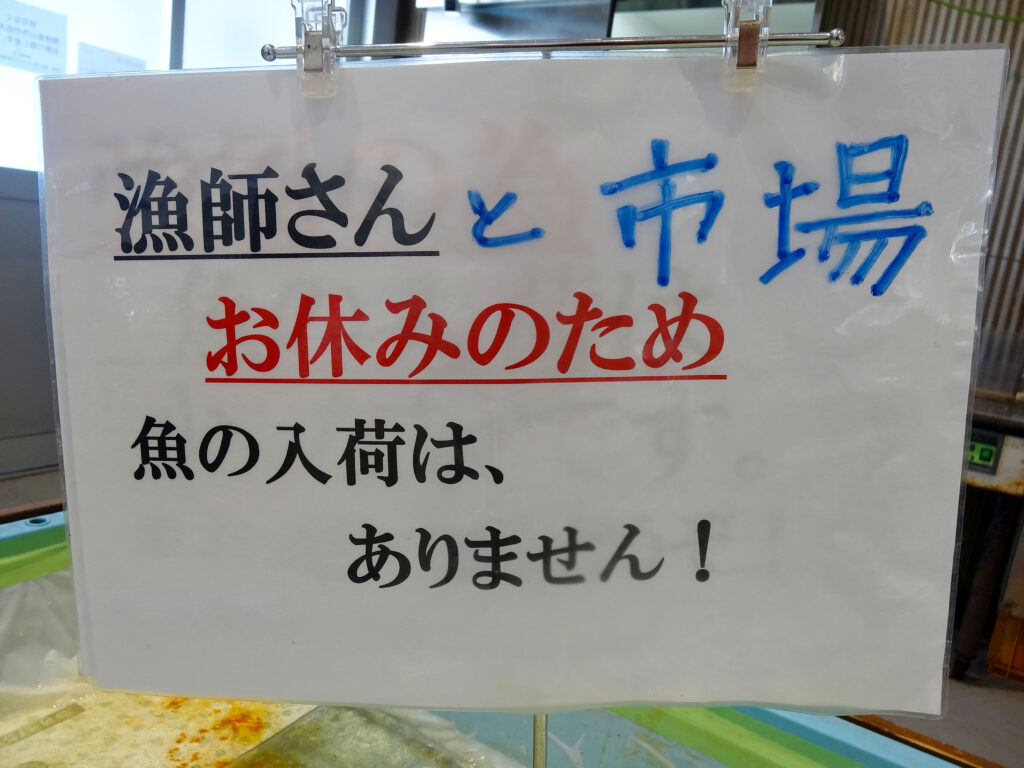 漁師さんと市場
お休みのため
魚の入荷は、
ありません！